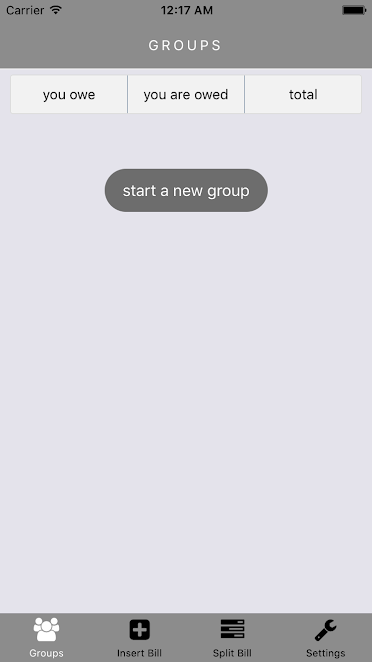 Carrier 12:17 AM
GROUPS
you owe you are owed total
start a new group
Groups Insert Bill Split Bill Settings